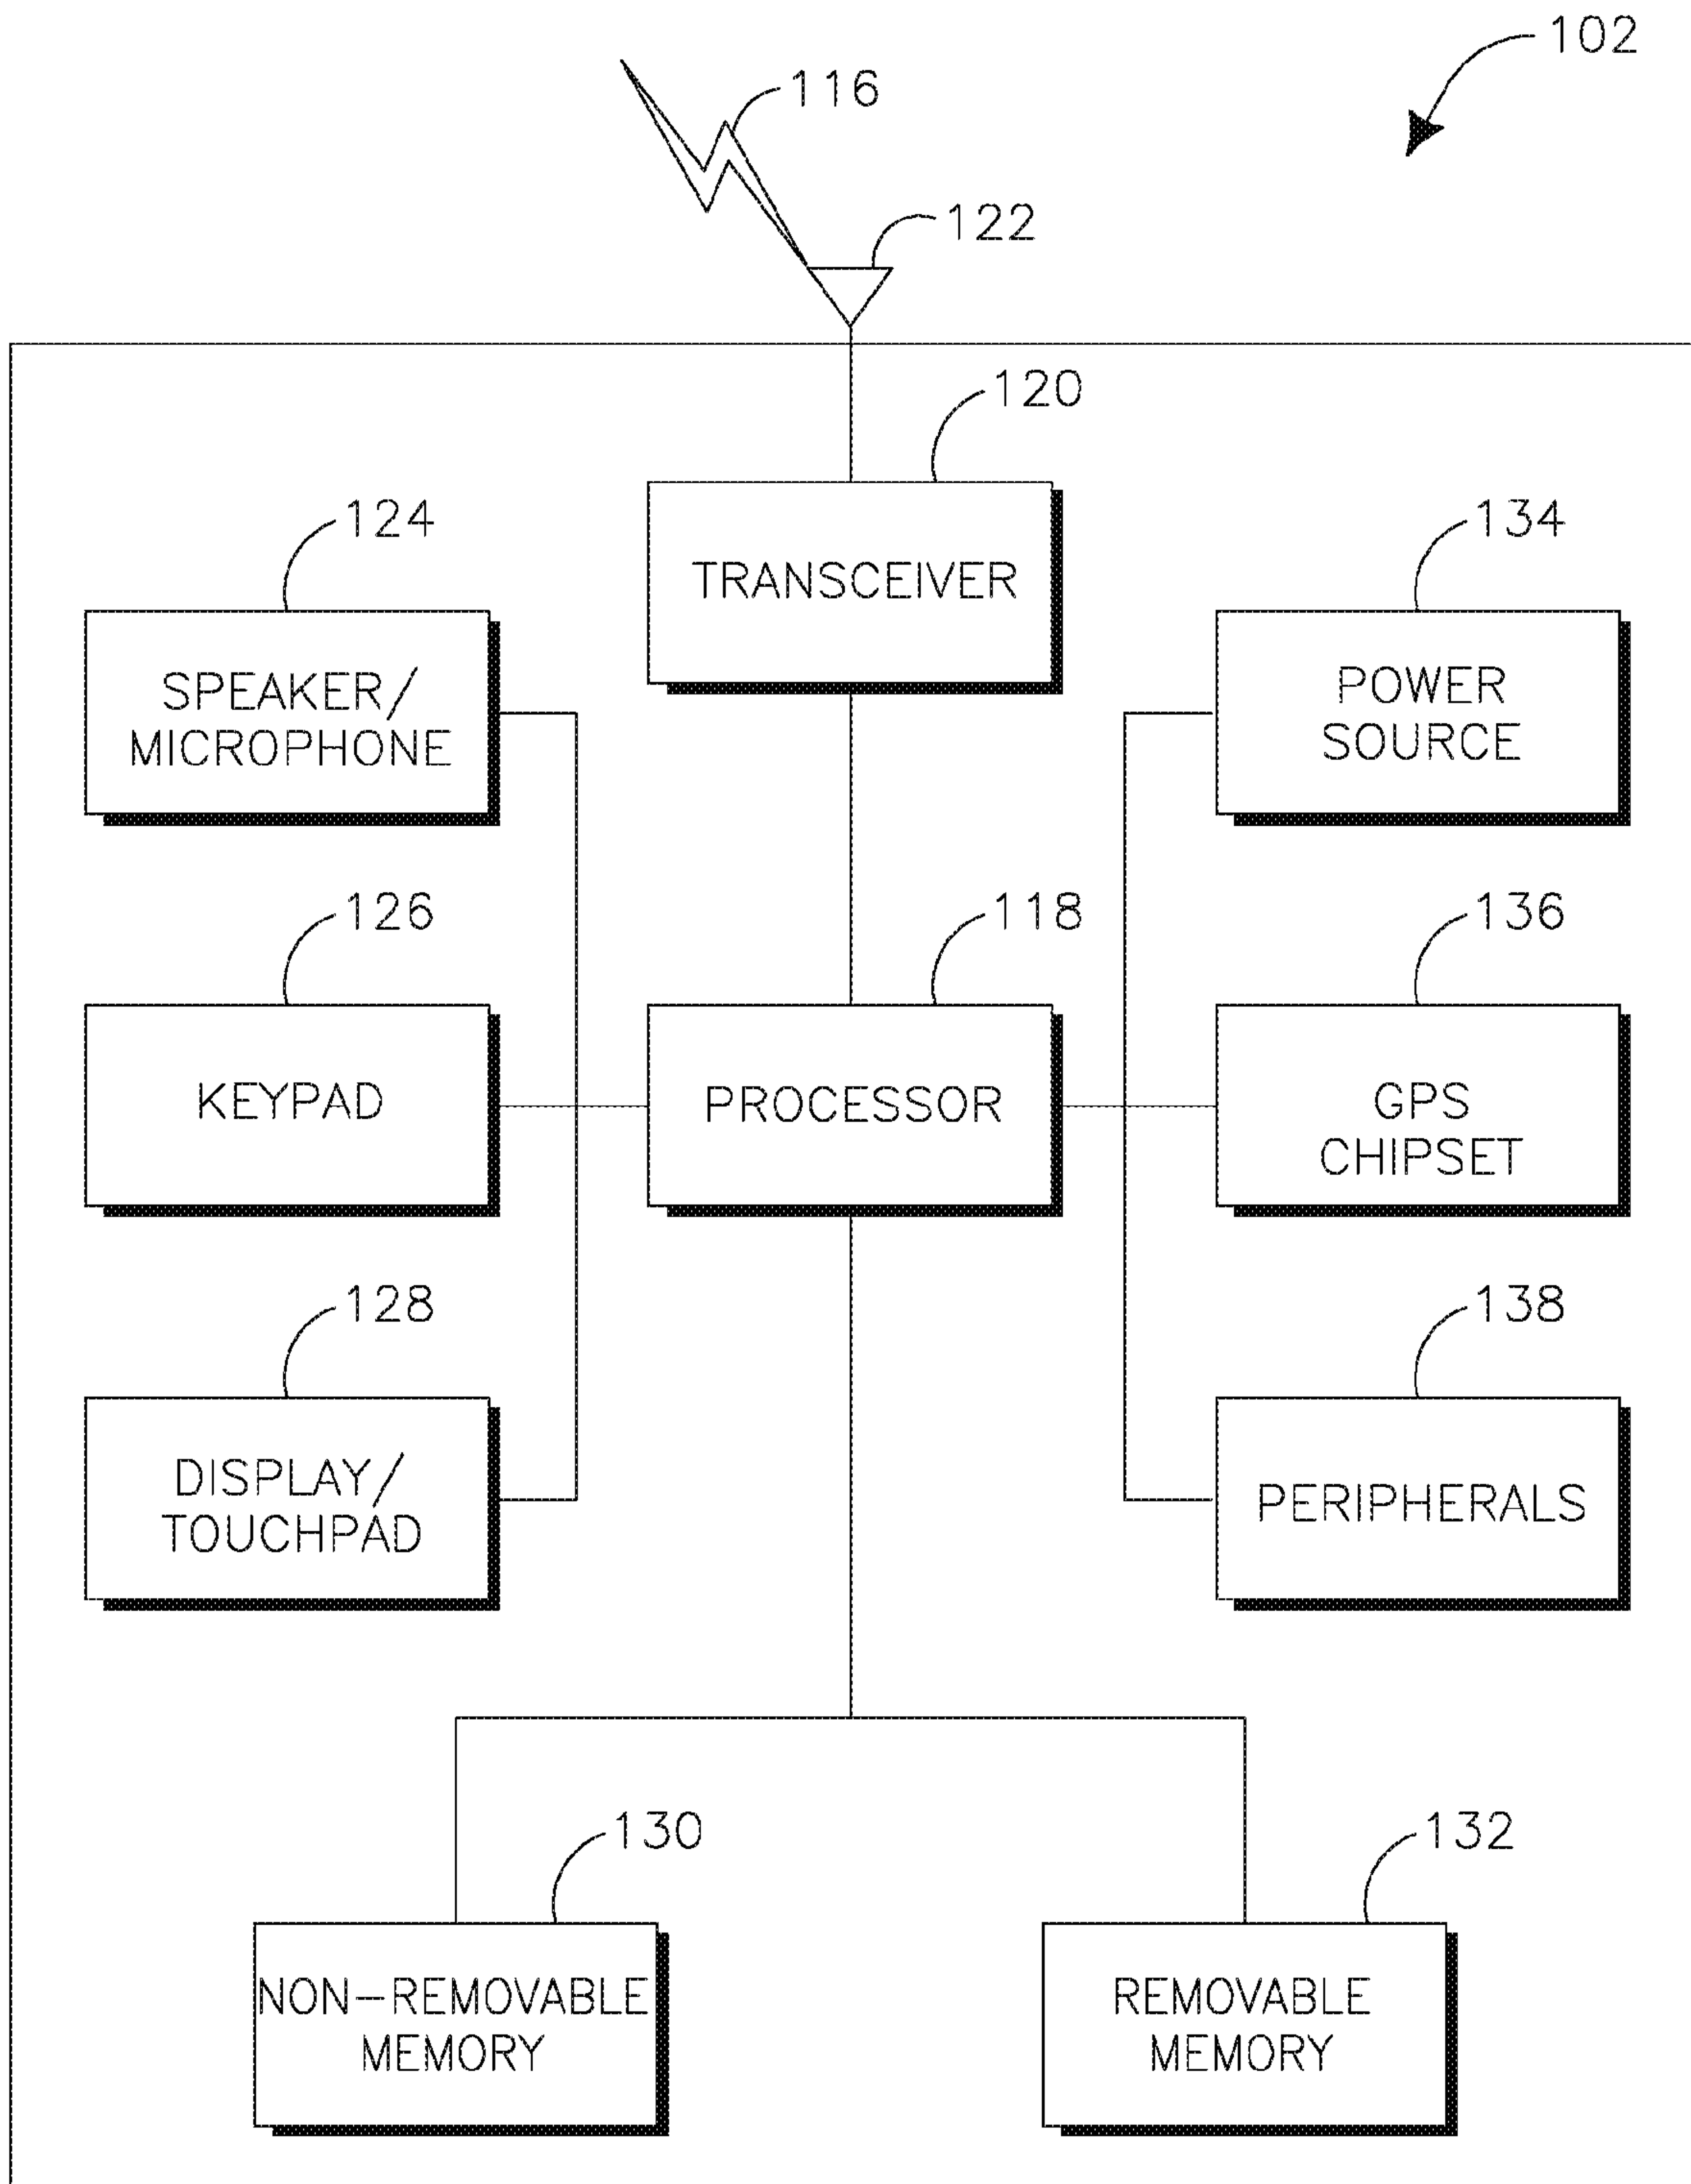 102
116
122
120
TRANSCEIVER
124
SPEAKER/
MICROPHONE
134
POWER
SOURCE
126
KEYPAD
118
PROCESSOR
136
GPS
CHIPSET
128
DISPLAY/
TOUCHPAD
138
PERIPHERALS
130
NON-REMOVABLE
MEMORY
132
REMOVABLE
MEMORY